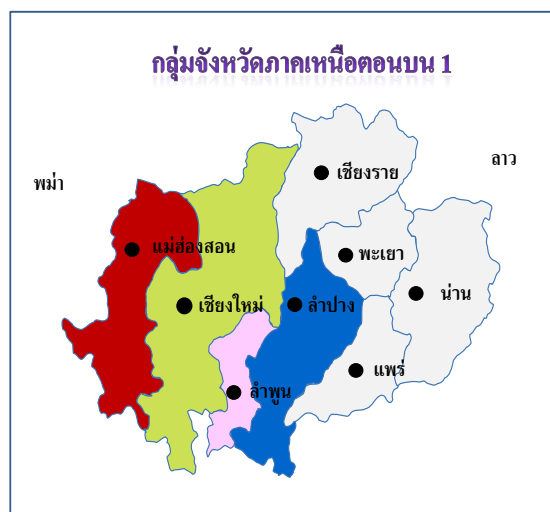 กลุ่มจังหวัดภาคเหนือตอนบน 1
ลาว
เชียงราย
พม่า
แม่ฮ่องสอน
พะเยา
น่าน
เชียงใหม่
ลำปาง
แพร่
ลำพูน